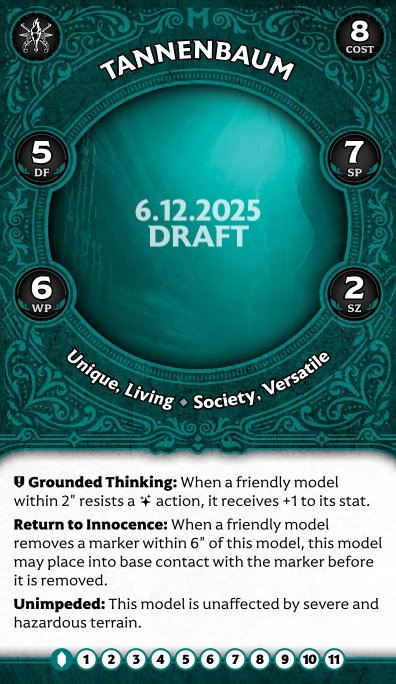 8
COST
TANNENBAUM
5
DF
7
SP
6.12.2025
DRAFT
6
WP
2
SZ
Unique, Living ◆ Society, Versatile
Grounded Thinking: When a friendly model
within 2" resists a action, it receives +1 to its stat.
Return to Innocence: When a friendly model
removes a marker within 6" of this model, this model
may place into base contact with the marker before
it is removed.
Unimpeded: This model is unaffected by severe and
hazardous terrain.
1 2 3 4 5 6 7 8 9 10 11